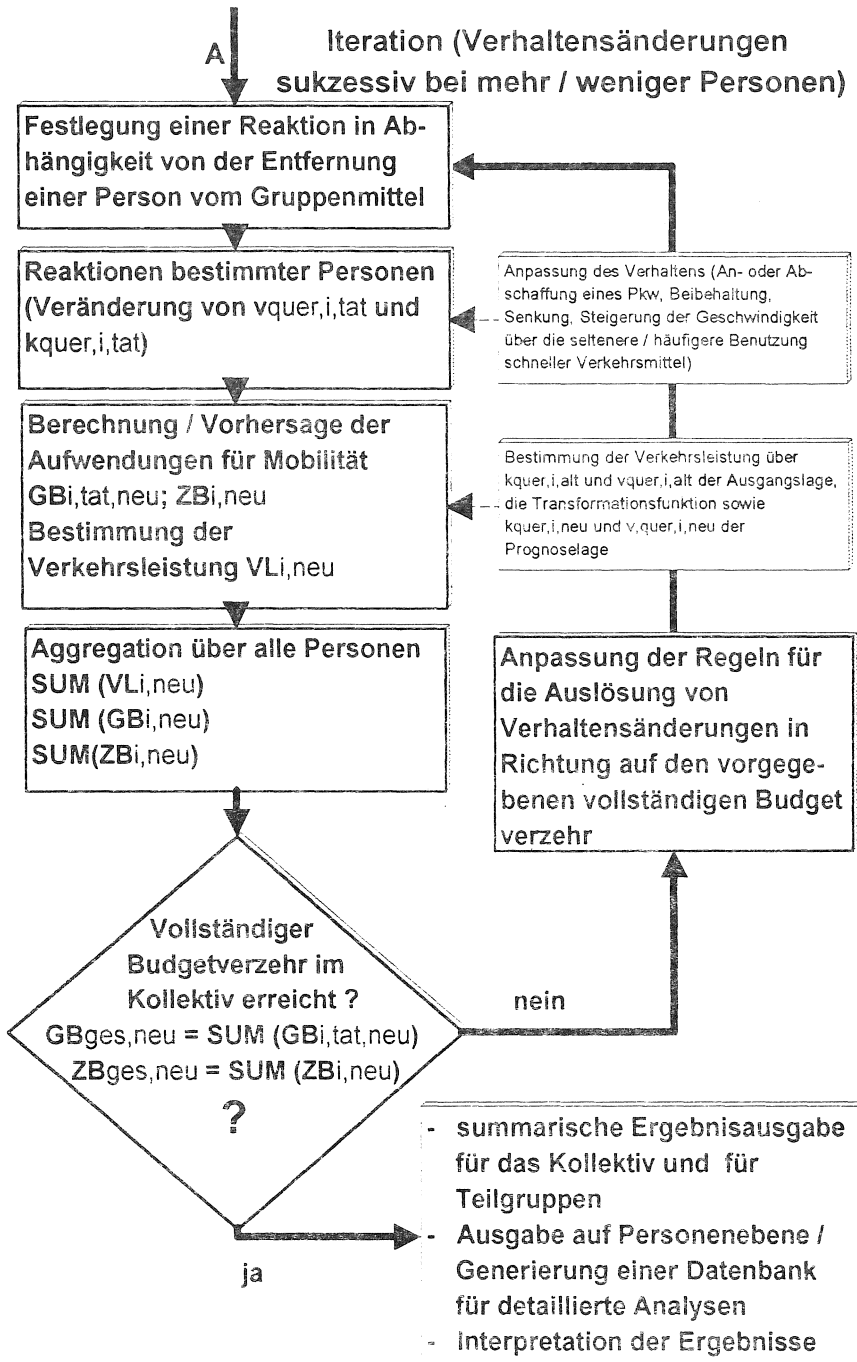 A
Iteration (Verhaltensänderungen
sukzessiv bei mehr / weniger Personen)
Festlegung einer Reaktion in Ab-
hängigkeit von der Entfernung
einer Person vom Gruppenmittel
Reaktionen bestimmter Personen
(Veränderung von vquer,i,tat und
kquer,i,tat)
Anpassung des Verhaltens (An- oder Ab-
schaffung eines Pkw, Beibehaltung,
Senkung, Steigerung der Geschwindigkeit
über die seltenere / häufigere Benutzung
schneller Verkehrsmittel)
Berechnung / Vorhersage der
Aufwendungen für Mobilität
GBi,tat,neu; ZBi,neu
Bestimmung der
Verkehrsleistung VLi,neu
Bestimmung der Verkehrsleistung über
kquer,i,alt und vquer,i,alt der Ausgangslage,
die Transformationsfunktion sowie
kquer,i,neu und v,quer,i,neu der
Prognoselage
Aggregation über alle Personen
SUM (VLi,neu)
SUM (GBi,neu)
SUM(ZBi,neu)
Anpassung der Regeln für
die Auslösung von
Verhaltensänderungen in
Richtung auf den vorgege-
benen vollständigen Budget
verzehr
Vollständiger
Budgetverzehr im
Kollektiv erreicht ?
GBges,neu = SUM (GBi,tat,neu)
ZBges,neu = SUM (ZBi,neu)
?
nein
ja
- summarische Ergebnisausgabe
für das Kollektiv und für
Teilgruppen
- Ausgabe auf Personenebene /
Generierung einer Datenbank
für detaillierte Analysen
- Interpretation der Ergebnisse